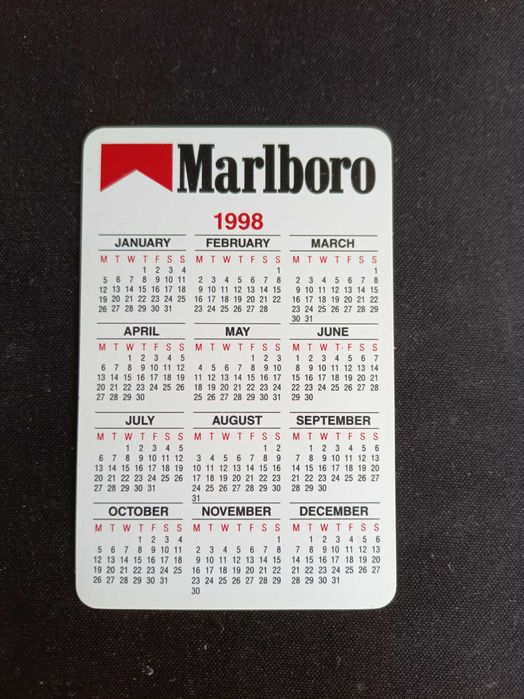 Marlboro
1998
JANUARY
M T W T F S S
1 2 3 4
5 6 7 8 9 10 11
12 13 14 15 16 17 18
19 20 21 22 23 24 25
26 27 28 29 30 31
FEBRUARY
M T W T F S S
1
2 3 4 5 6 7 8
9 10 11 12 13 14 15
16 17 18 19 20 21 22
23 24 25 26 27 28
MARCH
M T W T F S S
1
2 3 4 5 6 7 8
9 10 11 12 13 14 15
16 17 18 19 20 21 22
23 24 25 26 27 28 29
30 31
APRIL
M T W T F S S
1 2 3 4 5
6 7 8 9 10 11 12
13 14 15 16 17 18 19
20 21 22 23 24 25 26
27 28 29 30
MAY
M T W T F S S
1 2 3
4 5 6 7 8 9 10
11 12 13 14 15 16 17
18 19 20 21 22 23 24
25 26 27 28 29 30 31
JUNE
M T W T F S S
1 2 3 4 5 6 7
8 9 10 11 12 13 14
15 16 17 18 19 20 21
22 23 24 25 26 27 28
29 30
JULY
M T W T F S S
1 2 3 4 5
6 7 8 9 10 11 12
13 14 15 16 17 18 19
20 21 22 23 24 25 26
27 28 29 30 31
AUGUST
M T W T F S S
1 2
3 4 5 6 7 8 9
10 11 12 13 14 15 16
17 18 19 20 21 22 23
24 25 26 27 28 29 30
31
SEPTEMBER
M T W T F S S
1 2 3 4 5 6
7 8 9 10 11 12 13
14 15 16 17 18 19 20
21 22 23 24 25 26 27
28 29 30
OCTOBER
M T W T F S S
1 2 3 4
5 6 7 8 9 10 11
12 13 14 15 16 17 18
19 20 21 22 23 24 25
26 27 28 29 30 31
NOVEMBER
M T W T F S S
1
2 3 4 5 6 7 8
9 10 11 12 13 14 15
16 17 18 19 20 21 22
23 24 25 26 27 28 29
30
DECEMBER
M T W T F S S
1 2 3 4 5 6
7 8 9 10 11 12 13
14 15 16 17 18 19 20
21 22 23 24 25 26 27
28 29 30 31